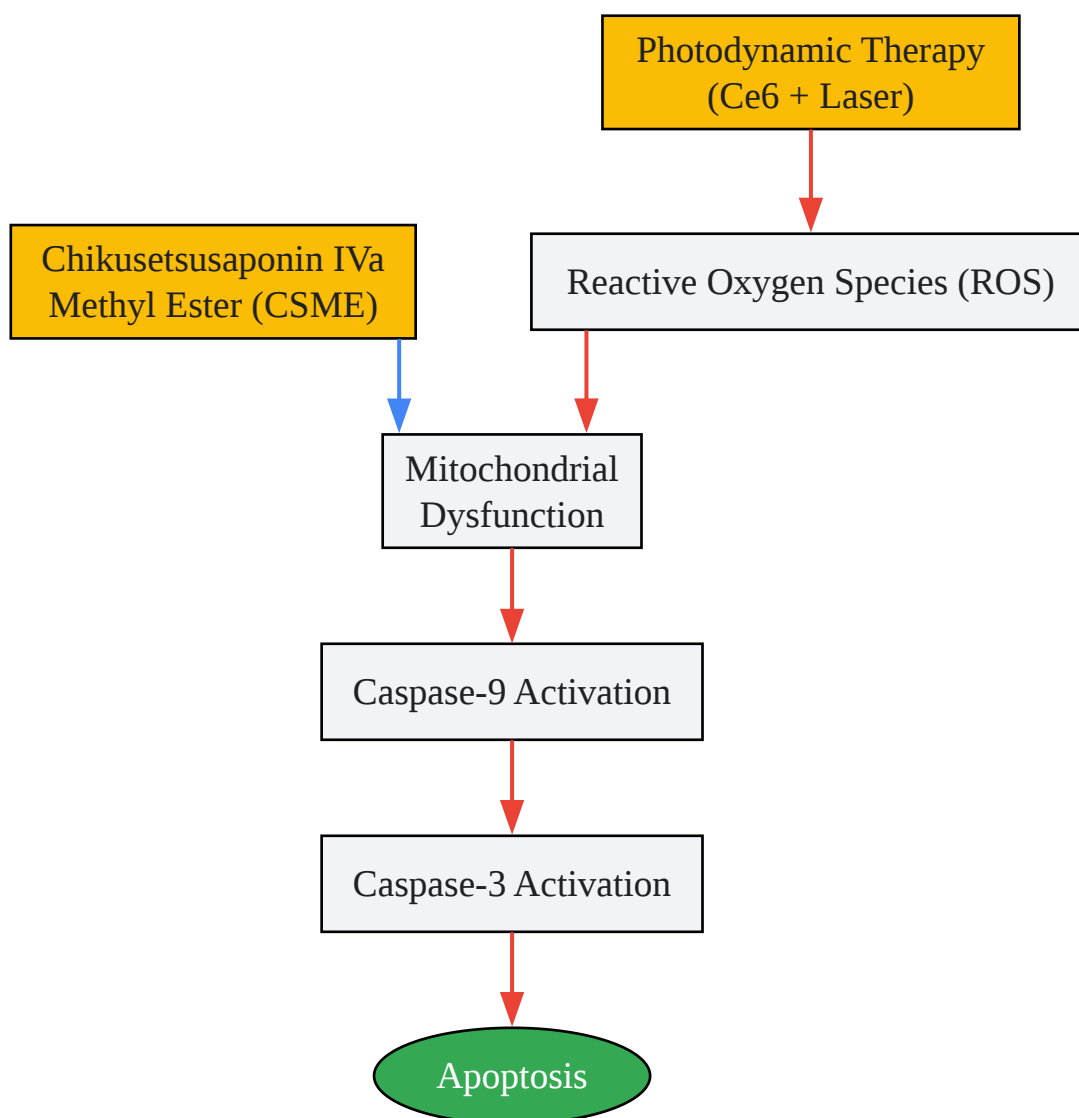 Photodynamic Therapy
(Ce6 + Laser)
Chikusetsusaponin IVa
Methyl Ester (CSME)
Reactive Oxygen Species (ROS)
Mitochondrial
Dysfunction
Caspase-9 Activation
Caspase-3 Activation
Apoptosis